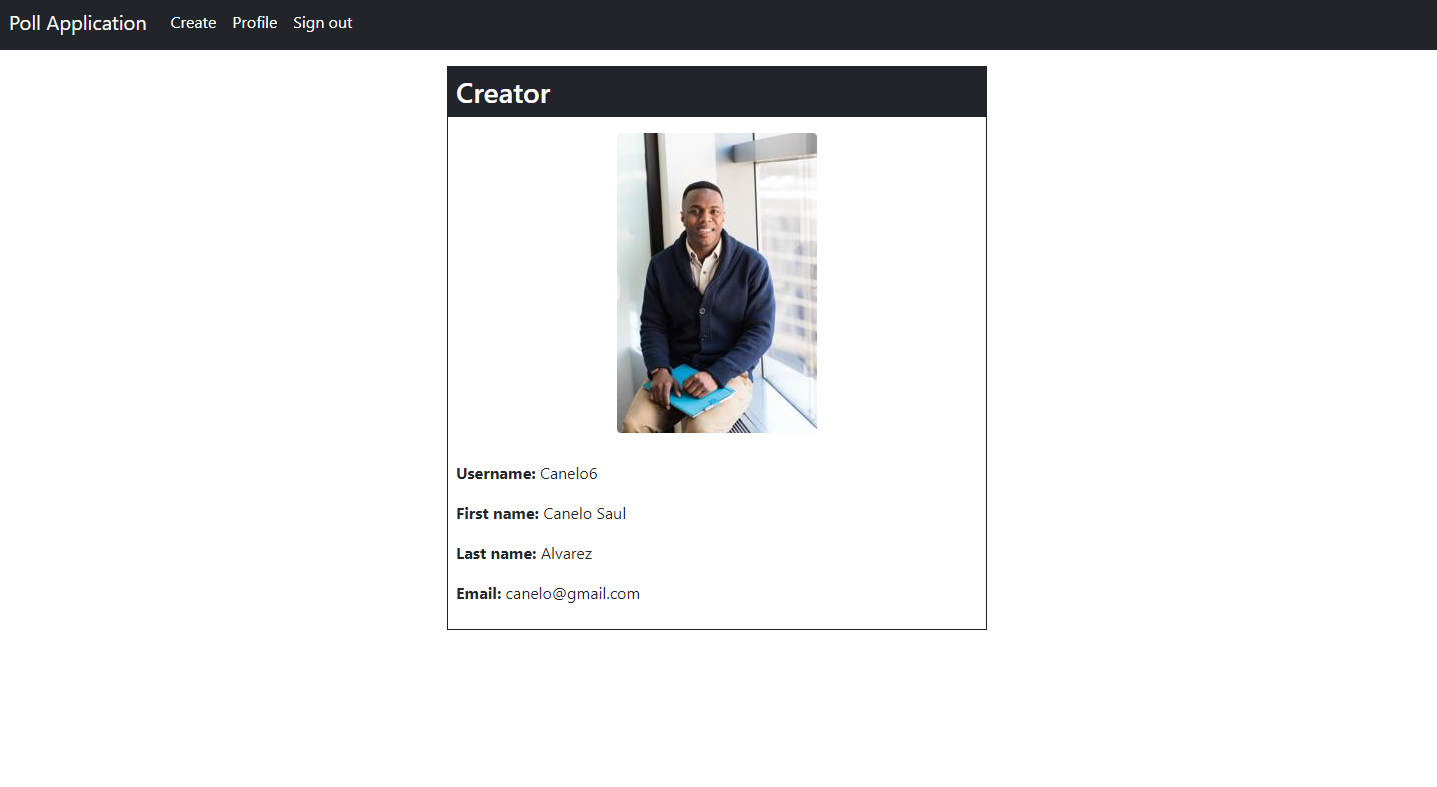 Poll Application Create Profile Sign out
Creator
Username: Canelo6
First name: Canelo Saul
Last name: Alvarez
Email: canelo@gmail.com